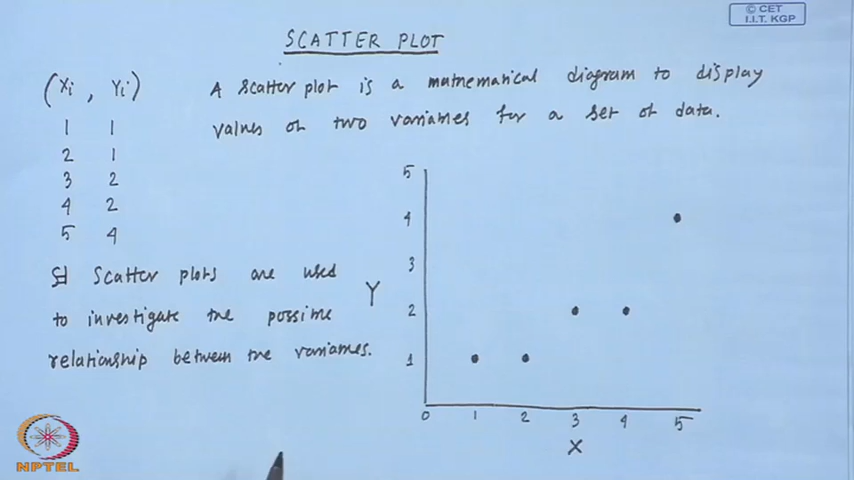 © CET
I.I.T. KGP
SCATTER PLOT
(Xi , Yi)
1 1
2 1
3 2
4 2
5 4
A scatter plot is a mathematical diagram to display
values of two variables for a set of data.
Scatter plots are used
to investigate the possible
relationship between the variables.
5
4
3
Y
2
1
0 1 2 3 4 5
X
NPTEL